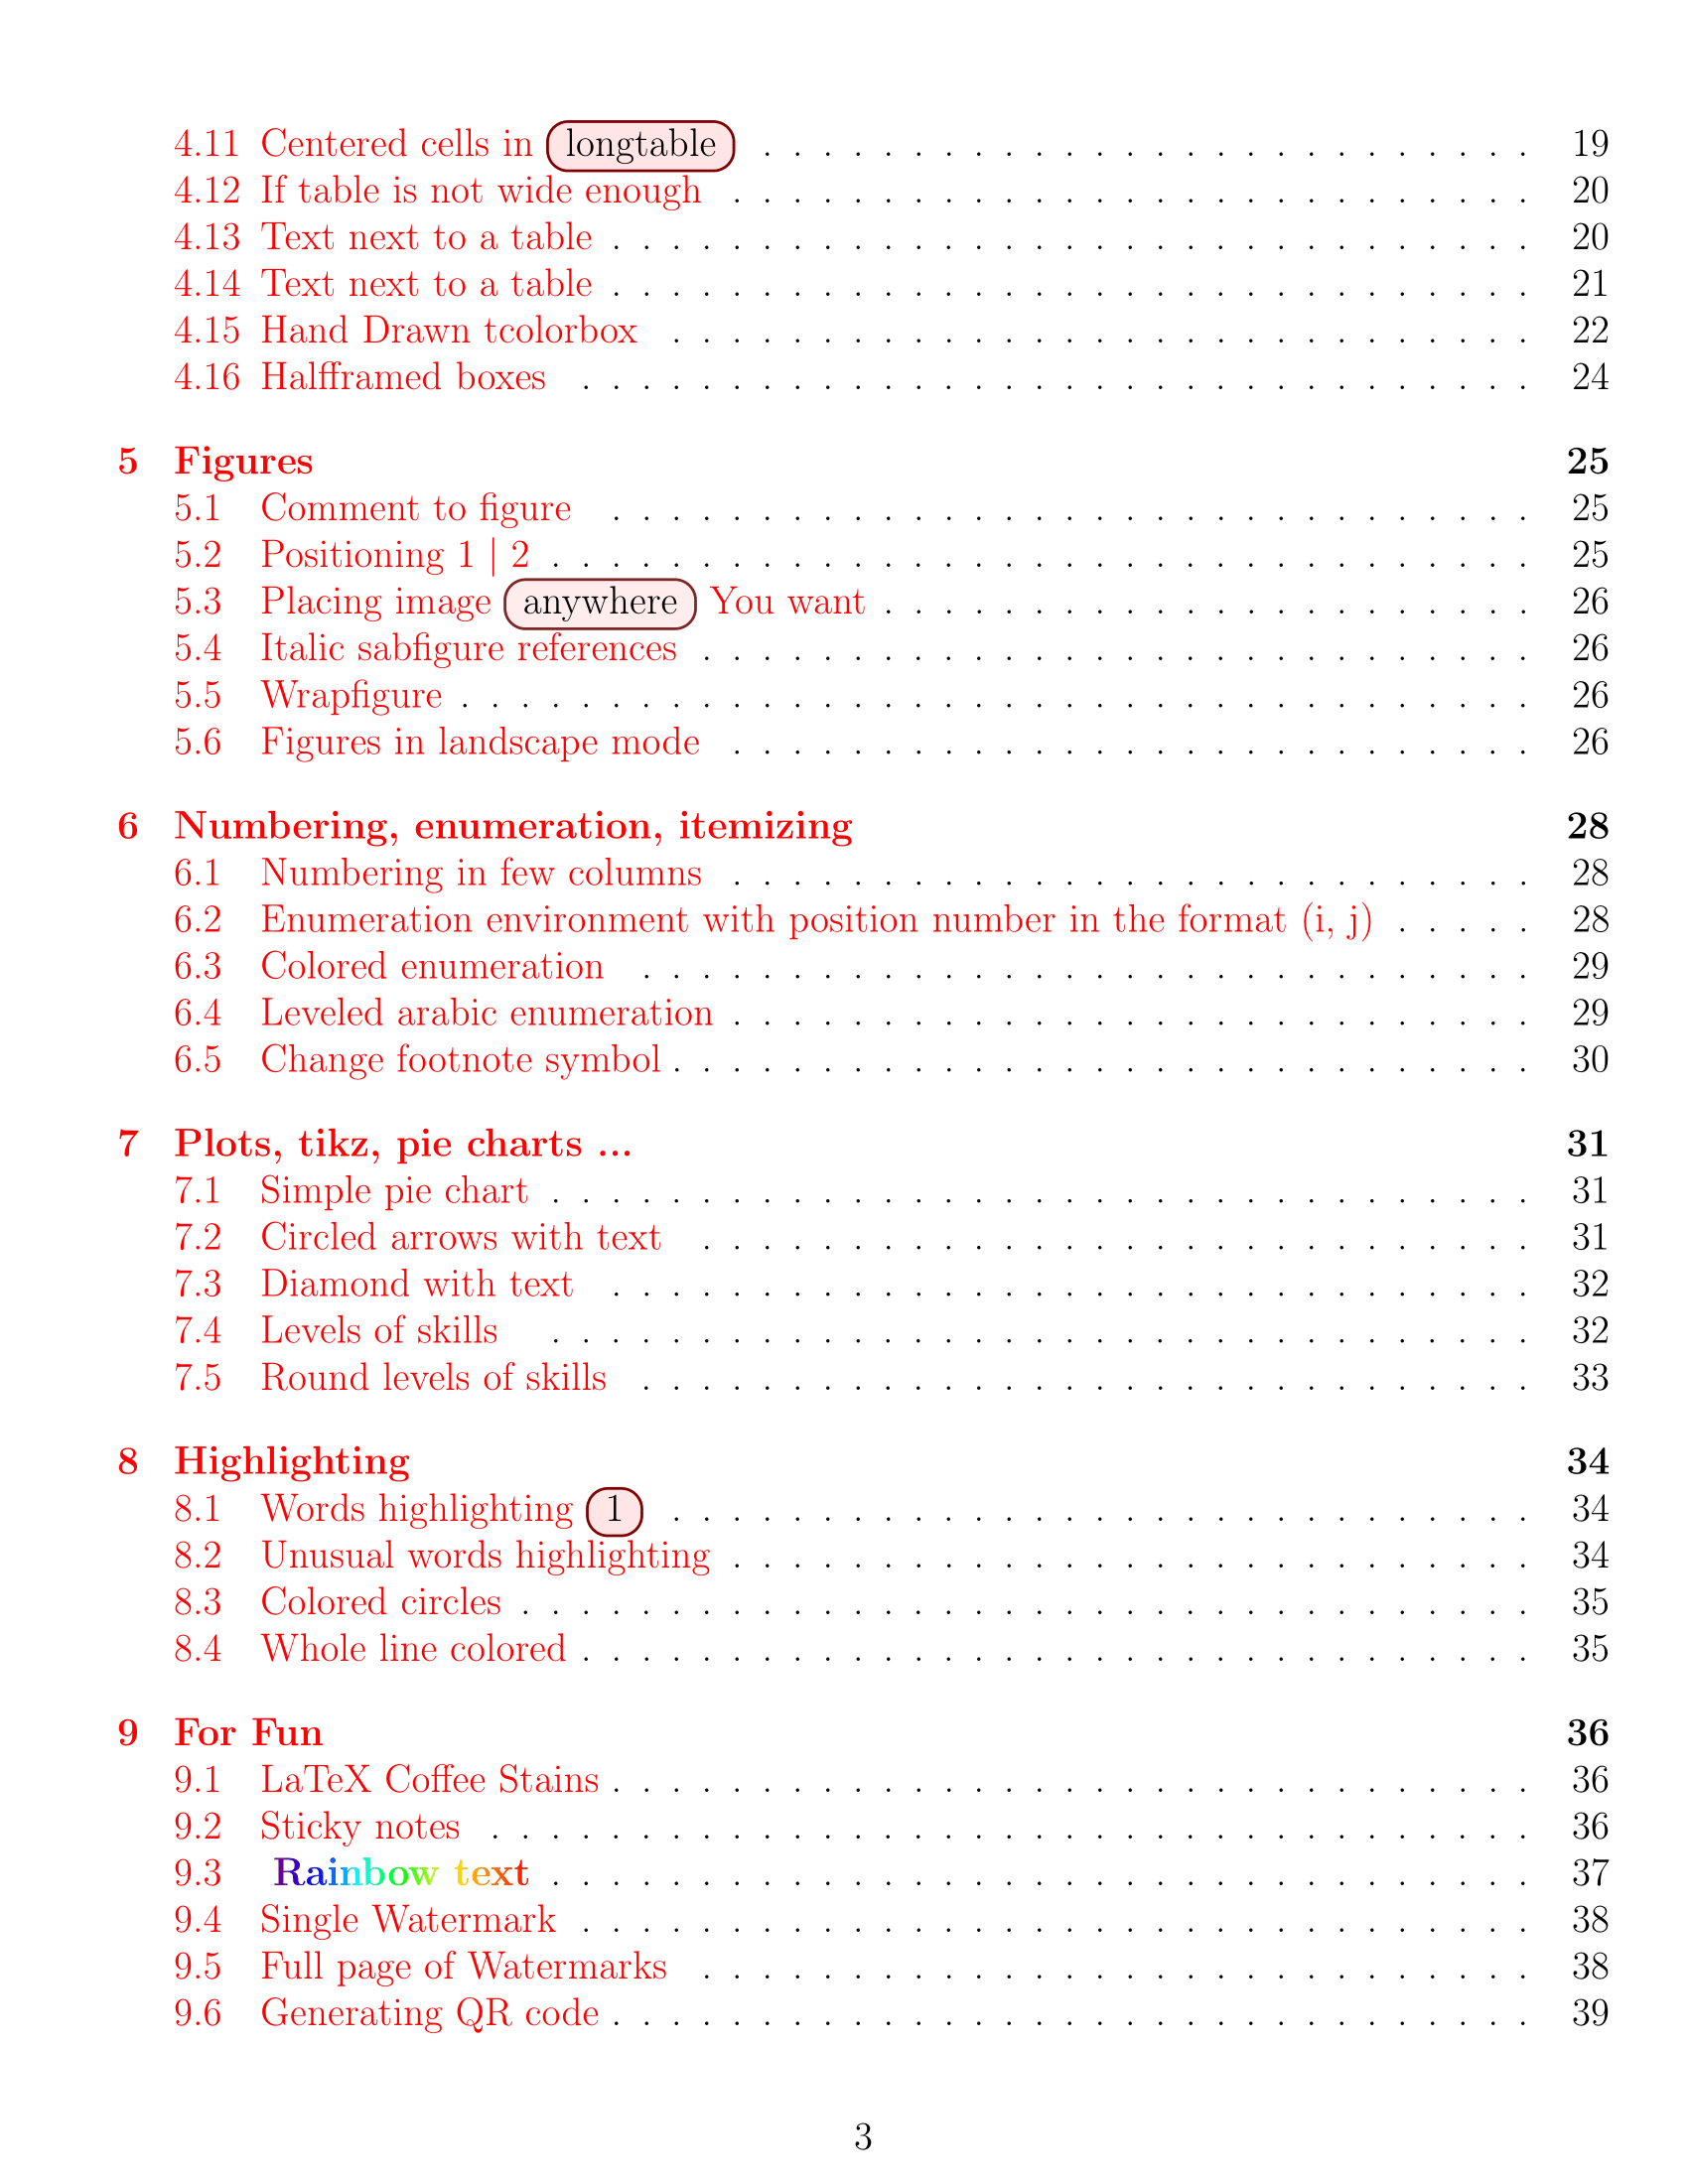 4.11 Centered cells in longtable . . . . . . . . . . . . . . . . . . . . . . . . . . 19
4.12 If table is not wide enough . . . . . . . . . . . . . . . . . . . . . . . . . . . 20
4.13 Text next to a table . . . . . . . . . . . . . . . . . . . . . . . . . . . . . . . 20
4.14 Text next to a table . . . . . . . . . . . . . . . . . . . . . . . . . . . . . . . 21
4.15 Hand Drawn tcolorbox . . . . . . . . . . . . . . . . . . . . . . . . . . . . . 22
4.16 Halfframed boxes . . . . . . . . . . . . . . . . . . . . . . . . . . . . . . . . 24
5 Figures 25
5.1 Comment to figure . . . . . . . . . . . . . . . . . . . . . . . . . . . . . . . 25
5.2 Positioning 1 | 2 . . . . . . . . . . . . . . . . . . . . . . . . . . . . . . . . . 25
5.3 Placing image anywhere You want . . . . . . . . . . . . . . . . . . . . . . 26
5.4 Italic sabfigure references . . . . . . . . . . . . . . . . . . . . . . . . . . . . 26
5.5 Wrapfigure . . . . . . . . . . . . . . . . . . . . . . . . . . . . . . . . . . . . 26
5.6 Figures in landscape mode . . . . . . . . . . . . . . . . . . . . . . . . . . . 26
6 Numbering, enumeration, itemizing 28
6.1 Numbering in few columns . . . . . . . . . . . . . . . . . . . . . . . . . . . 28
6.2 Enumeration environment with position number in the format (i, j) . . . . . 28
6.3 Colored enumeration . . . . . . . . . . . . . . . . . . . . . . . . . . . . . . 29
6.4 Leveled arabic enumeration . . . . . . . . . . . . . . . . . . . . . . . . . . . 29
6.5 Change footnote symbol . . . . . . . . . . . . . . . . . . . . . . . . . . . . . 30
7 Plots, tikz, pie charts ... 31
7.1 Simple pie chart . . . . . . . . . . . . . . . . . . . . . . . . . . . . . . . . . 31
7.2 Circled arrows with text . . . . . . . . . . . . . . . . . . . . . . . . . . . . 31
7.3 Diamond with text . . . . . . . . . . . . . . . . . . . . . . . . . . . . . . . 32
7.4 Levels of skills . . . . . . . . . . . . . . . . . . . . . . . . . . . . . . . . . 32
7.5 Round levels of skills . . . . . . . . . . . . . . . . . . . . . . . . . . . . . . 33
8 Highlighting 34
8.1 Words highlighting 1 . . . . . . . . . . . . . . . . . . . . . . . . . . . . . 34
8.2 Unusual words highlighting . . . . . . . . . . . . . . . . . . . . . . . . . . . 34
8.3 Colored circles . . . . . . . . . . . . . . . . . . . . . . . . . . . . . . . . . . 35
8.4 Whole line colored . . . . . . . . . . . . . . . . . . . . . . . . . . . . . . . . 35
9 For Fun 36
9.1 LaTeX Coffee Stains . . . . . . . . . . . . . . . . . . . . . . . . . . . . . . . 36
9.2 Sticky notes . . . . . . . . . . . . . . . . . . . . . . . . . . . . . . . . . . . 36
9.3 Rainbow text . . . . . . . . . . . . . . . . . . . . . . . . . . . . . . . . . 37
9.4 Single Watermark . . . . . . . . . . . . . . . . . . . . . . . . . . . . . . . . 38
9.5 Full page of Watermarks . . . . . . . . . . . . . . . . . . . . . . . . . . . . 38
9.6 Generating QR code . . . . . . . . . . . . . . . . . . . . . . . . . . . . . . . 39
3